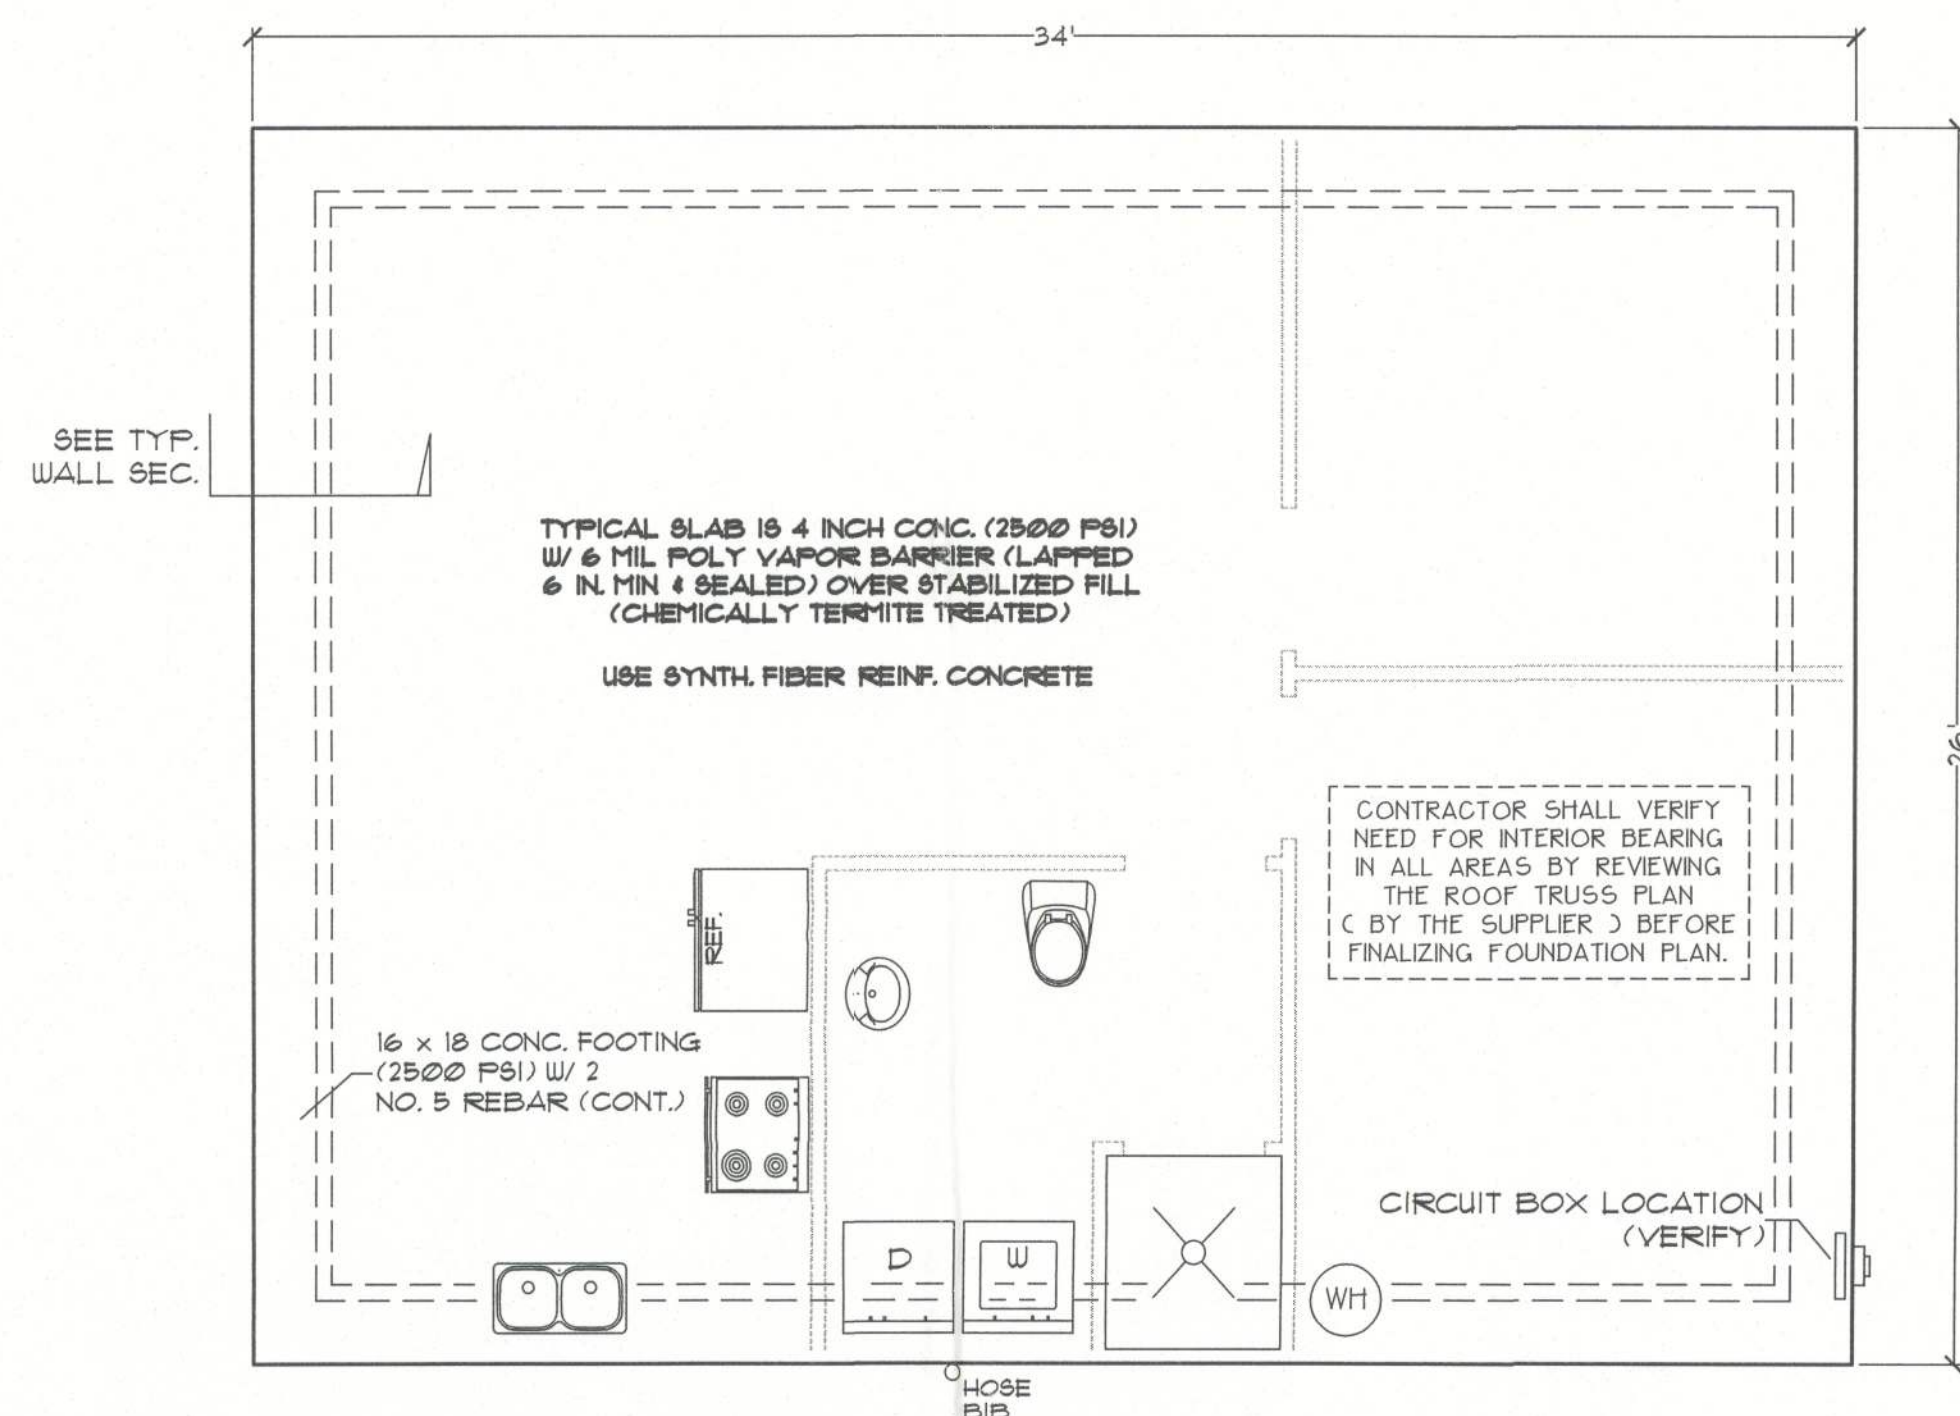 34'
SEE TYP.
WALL SEC.
TYPICAL SLAB IS 4 INCH CONC. (2500 PSI)
W/ 6 MIL POLY VAPOR BARRIER (LAPPED
6 IN. MIN & SEALED) OVER STABILIZED FILL
(CHEMICALLY TERMITE TREATED)
USE SYNTH. FIBER REINF. CONCRETE
26'
CONTRACTOR SHALL VERIFY
NEED FOR INTERIOR BEARING
IN ALL AREAS BY REVIEWING
THE ROOF TRUSS PLAN
( BY THE SUPPLIER ) BEFORE
FINALIZING FOUNDATION PLAN.
REF.
16 x 18 CONC. FOOTING
(2500 PSI) W/ 2
NO. 5 REBAR (CONT.)
CIRCUIT BOX LOCATION
(VERIFY)
D
W
WH
HOSE
BIB